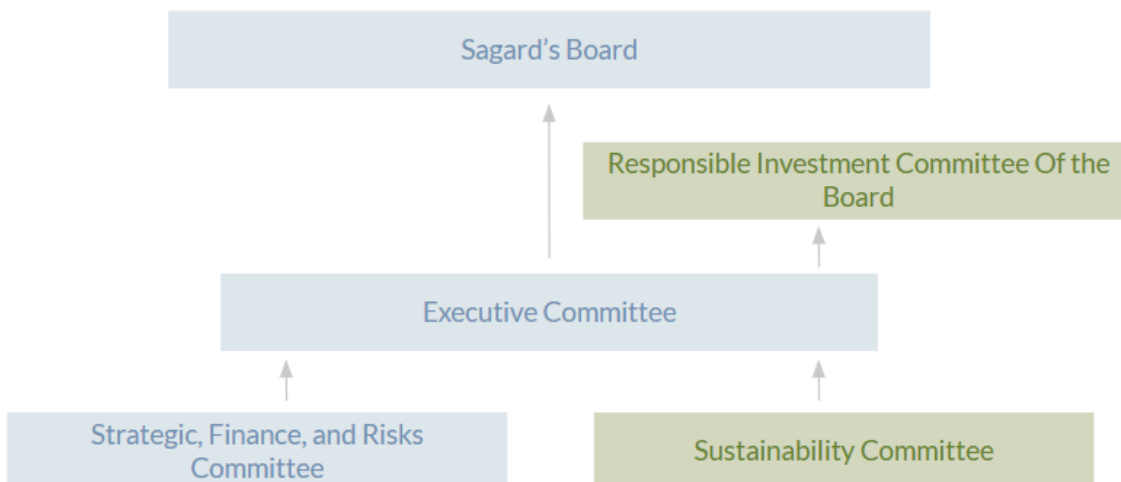 Sagard’s Board
Responsible Investment Committee Of the
Board
Executive Committee
Strategic, Finance, and Risks
Committee
Sustainability Committee